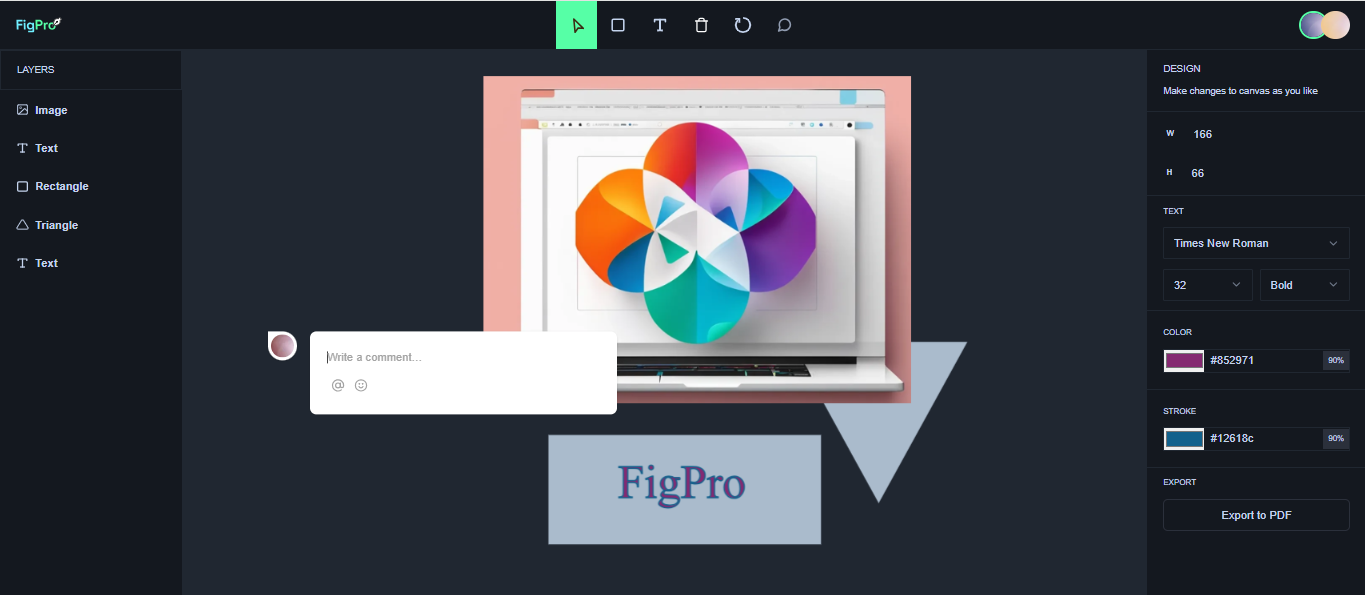 FigPro
LAYERS
Image
Text
Rectangle
Triangle
Text
Write a comment...
FigPro
DESIGN
Make changes to canvas as you like
W 166
H 66
TEXT
Times New Roman
32 Bold
COLOR
#852971 90%
STROKE
#12618c 90%
EXPORT
Export to PDF